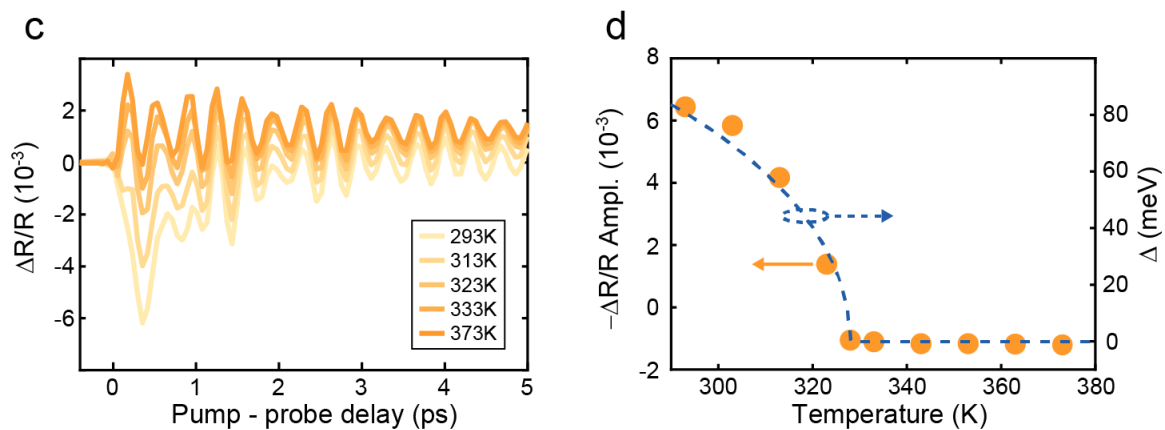 c
ΔR/R (10⁻³)
2
0
-2
-4
-6
293K
313K
323K
333K
373K
0 1 2 3 4 5
Pump - probe delay (ps)
d
−ΔR/R Ampl. (10⁻³)
8
6
4
2
0
-2
80
60
40
20
0
Δ (meV)
300 320 340 360 380
Temperature (K)